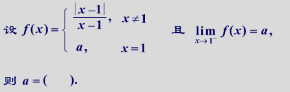 设 f(x) = { |x−1| / (x−1), x≠1
a, x=1
且 lim_{x→1⁻} f(x) = a,
则 a = ( ).